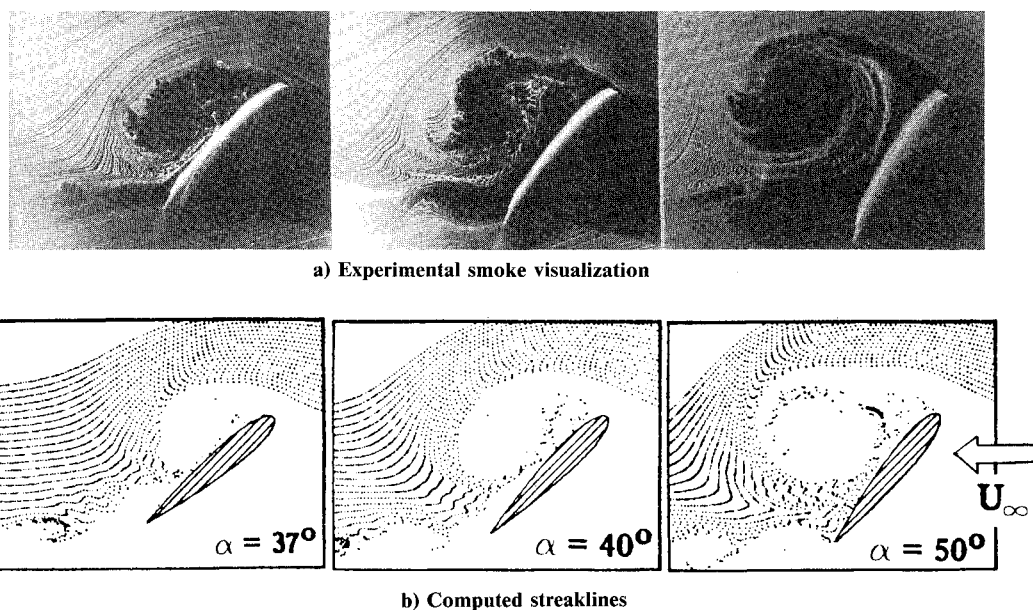 a) Experimental smoke visualization
α = 37°
α = 40°
α = 50°
U∞
b) Computed streaklines